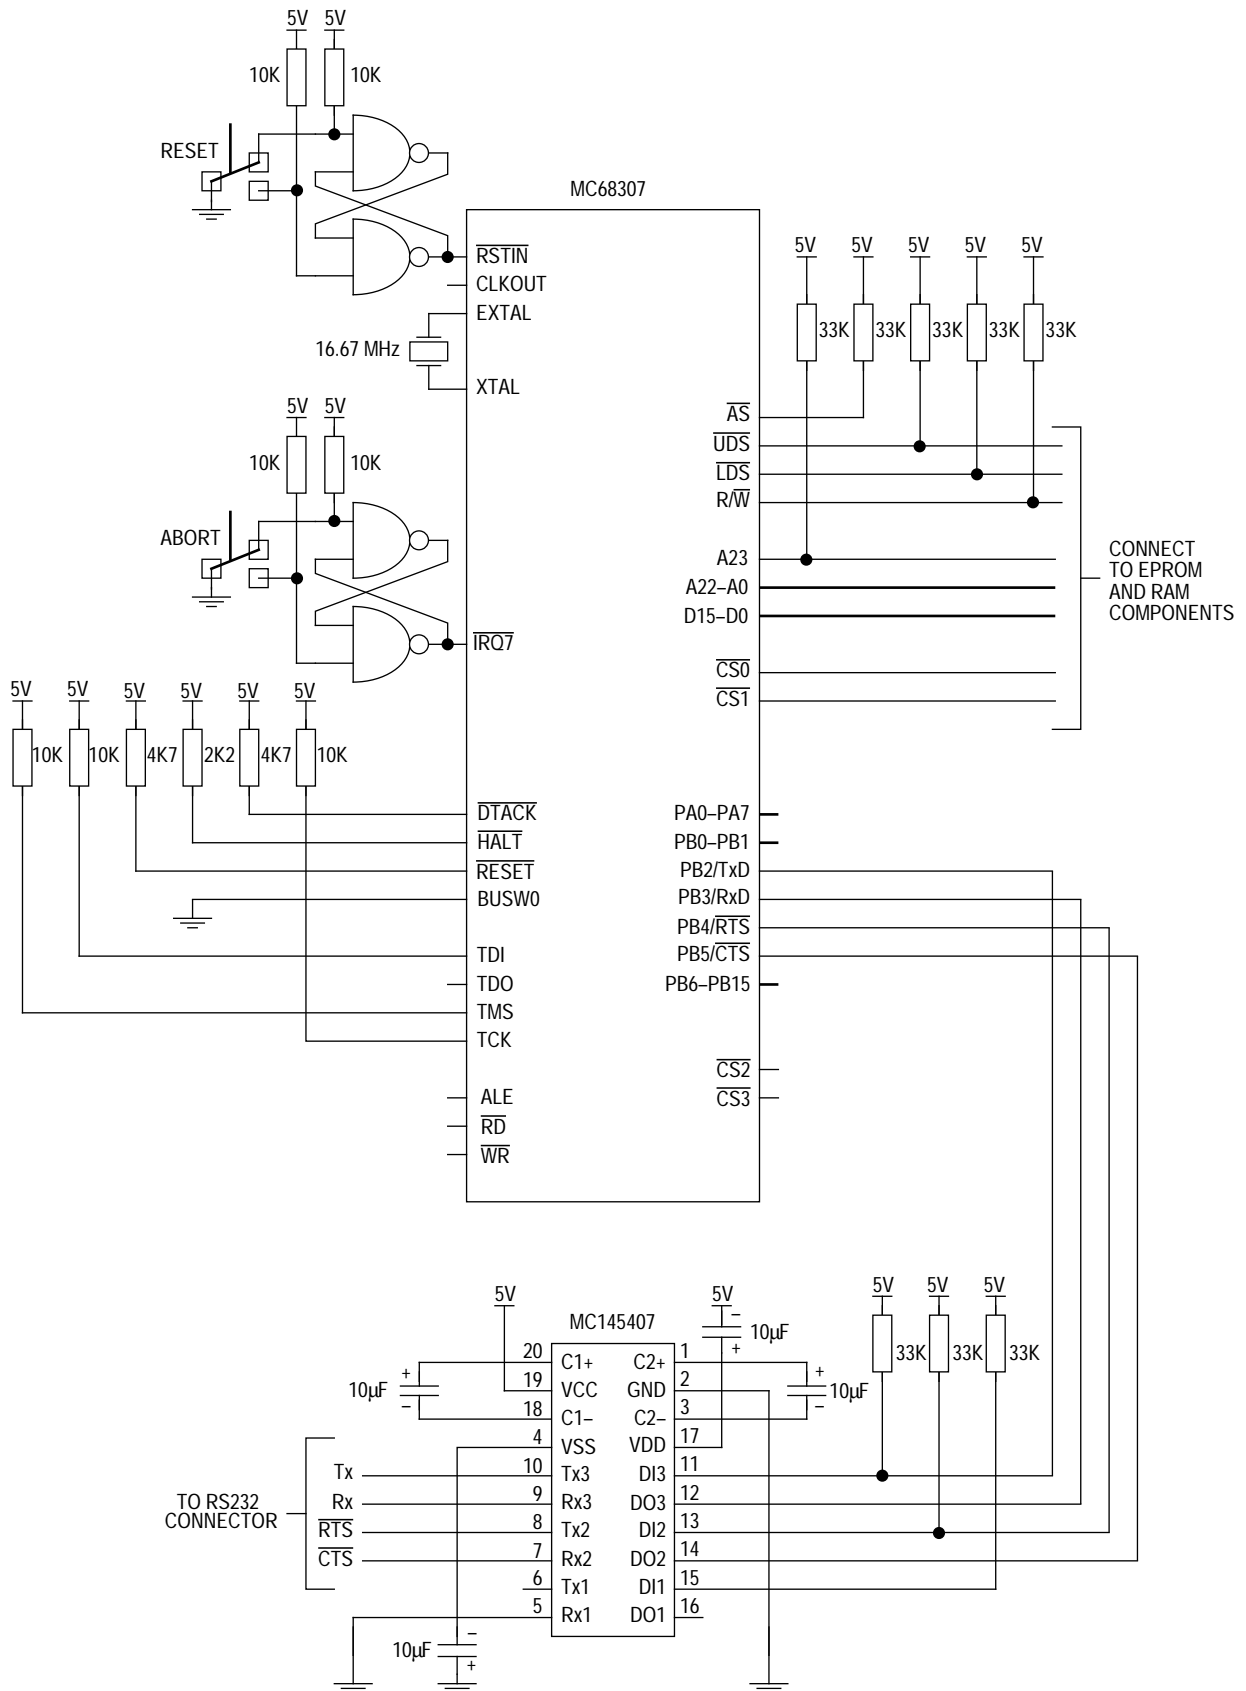 5V 5V
10K 10K
RESET
MC68307
RSTIN
CLKOUT
EXTAL
16.67 MHz
XTAL
5V 5V 5V 5V 5V
33K 33K 33K 33K 33K
5V 5V
10K 10K
ABORT
IRQ7
AS
UDS
LDS
R/W
A23
A22–A0
D15–D0
CS0
CS1
CONNECT
TO EPROM
AND RAM
COMPONENTS
5V 5V 5V 5V 5V 5V
10K 10K 4K7 2K2 4K7 10K
DTACK
HALT
RESET
BUSW0
TDI
TDO
TMS
TCK
ALE
RD
WR
PA0–PA7
PB0–PB1
PB2/TxD
PB3/RxD
PB4/RTS
PB5/CTS
PB6–PB15
CS2
CS3
5V
MC145407
5V
–
10µF
+
5V 5V 5V
33K 33K 33K
+
10µF
–
20 C1+ C2+ 1
19 VCC GND 2
18 C1– C2– 3
4 VSS VDD 17
10 Tx3 DI3 11
9 Rx3 DO3 12
8 Tx2 DI2 13
7 Rx2 DO2 14
6 Tx1 DI1 15
5 Rx1 DO1 16
+
10µF
–
TO RS232
CONNECTOR
Tx
Rx
RTS
CTS
–
10µF
+